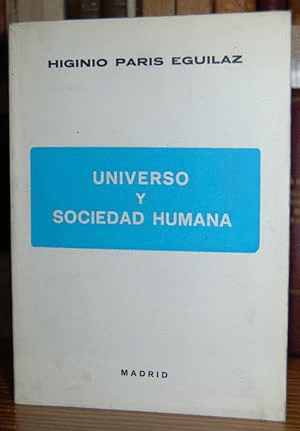 HIGINIO PARIS EGUILAZ
UNIVERSO
Y
SOCIEDAD HUMANA
MADRID